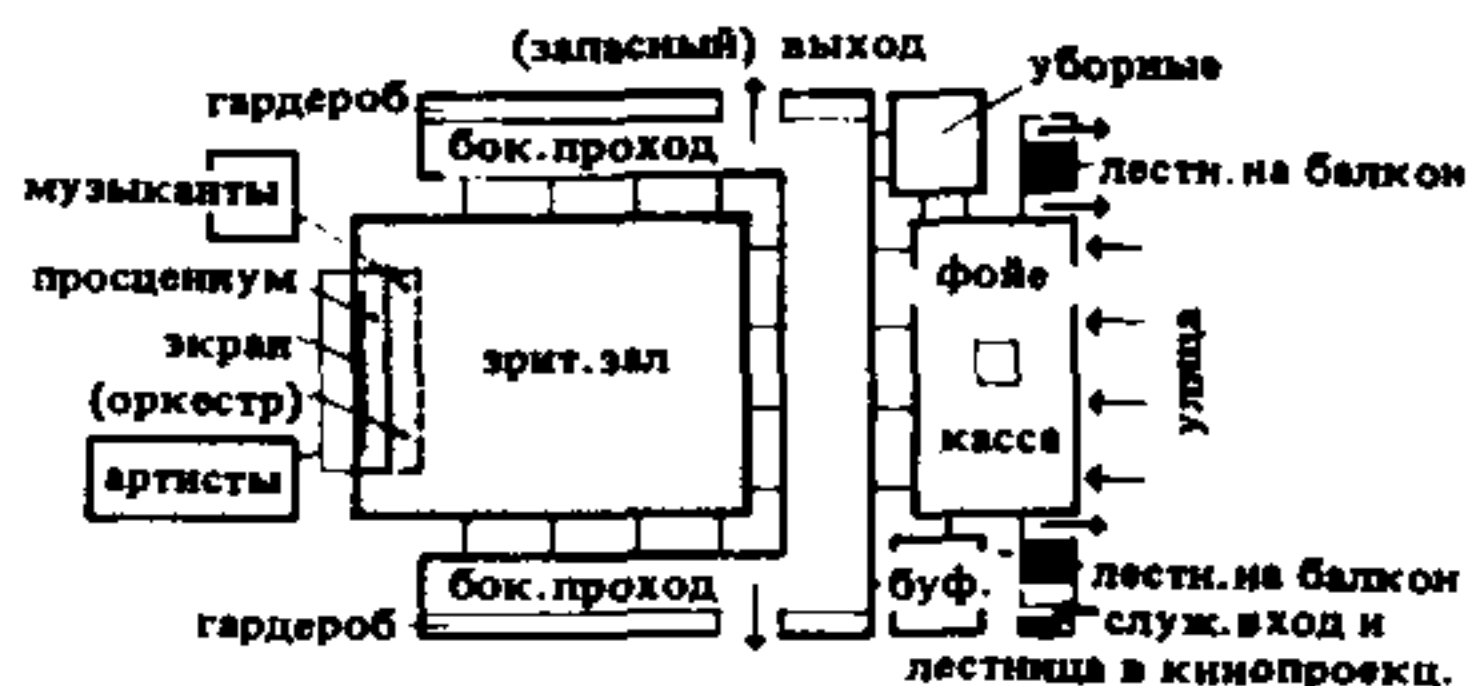 (запасный) выход
уборные
гардероб
бок.проход
лестн.на балкон
музыканты
просцениум
фойе
экран
зрит.зал
улица
(оркестр)
касса
артисты
бок.проход
буф.
лестн.на балкон
гардероб
служ.вход и
лестница в кинопроекц.